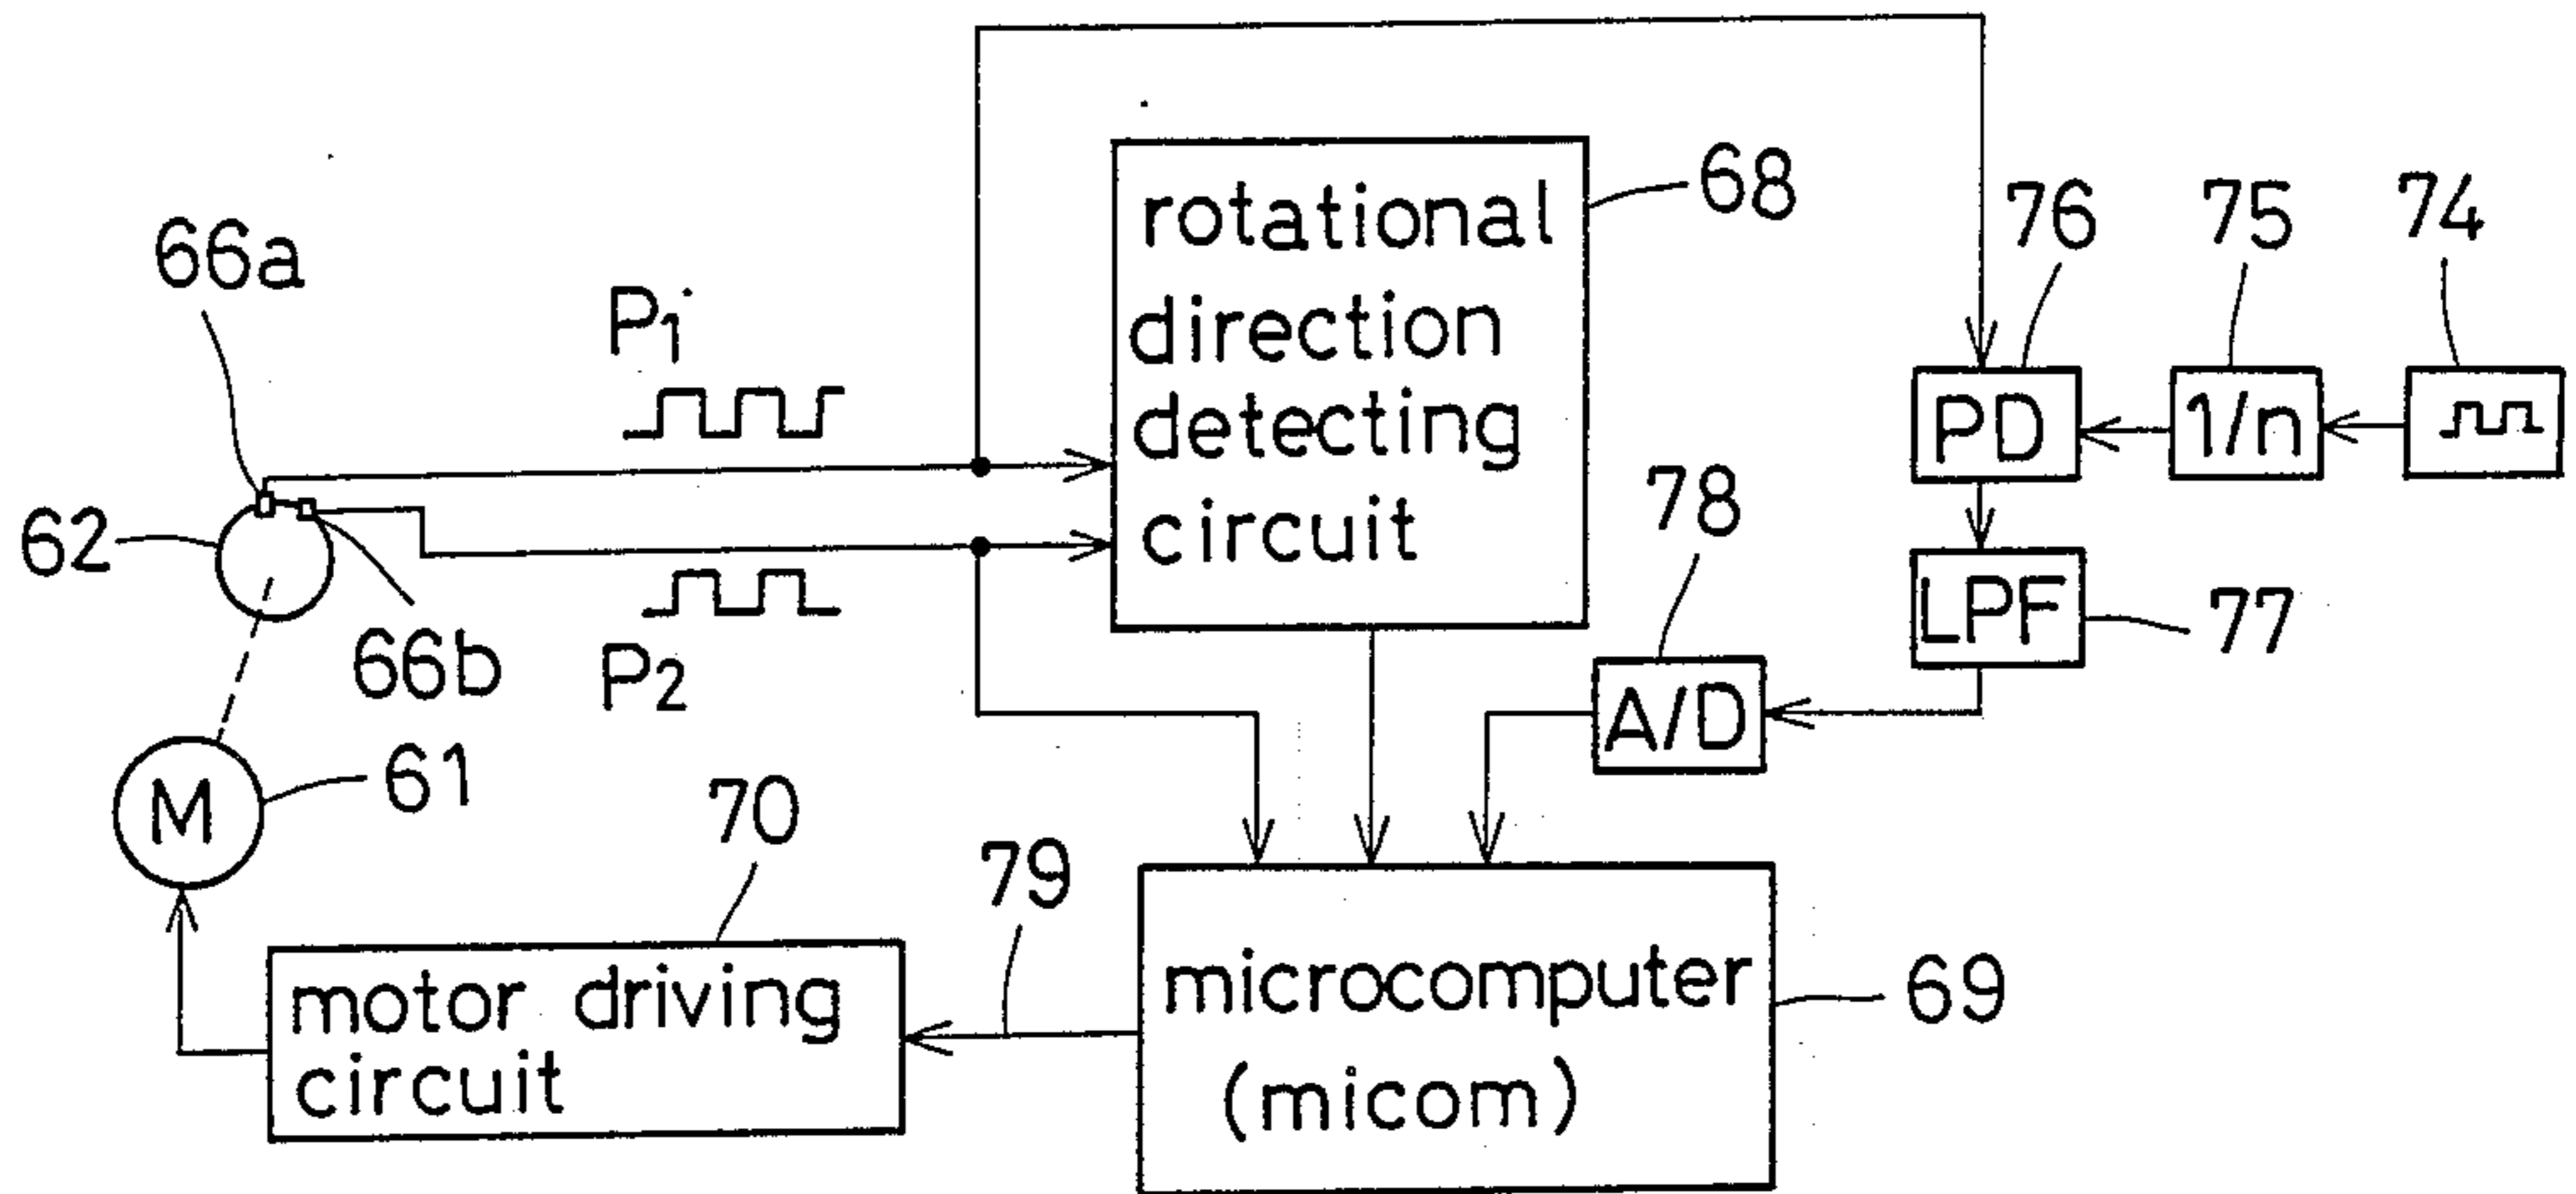 66a
P1
rotational
direction
detecting
circuit
68
76
75
74
PD
1/n
62
66b
P2
78
LPF
77
A/D
M
61
70
79
motor driving
circuit
microcomputer
(micom)
69